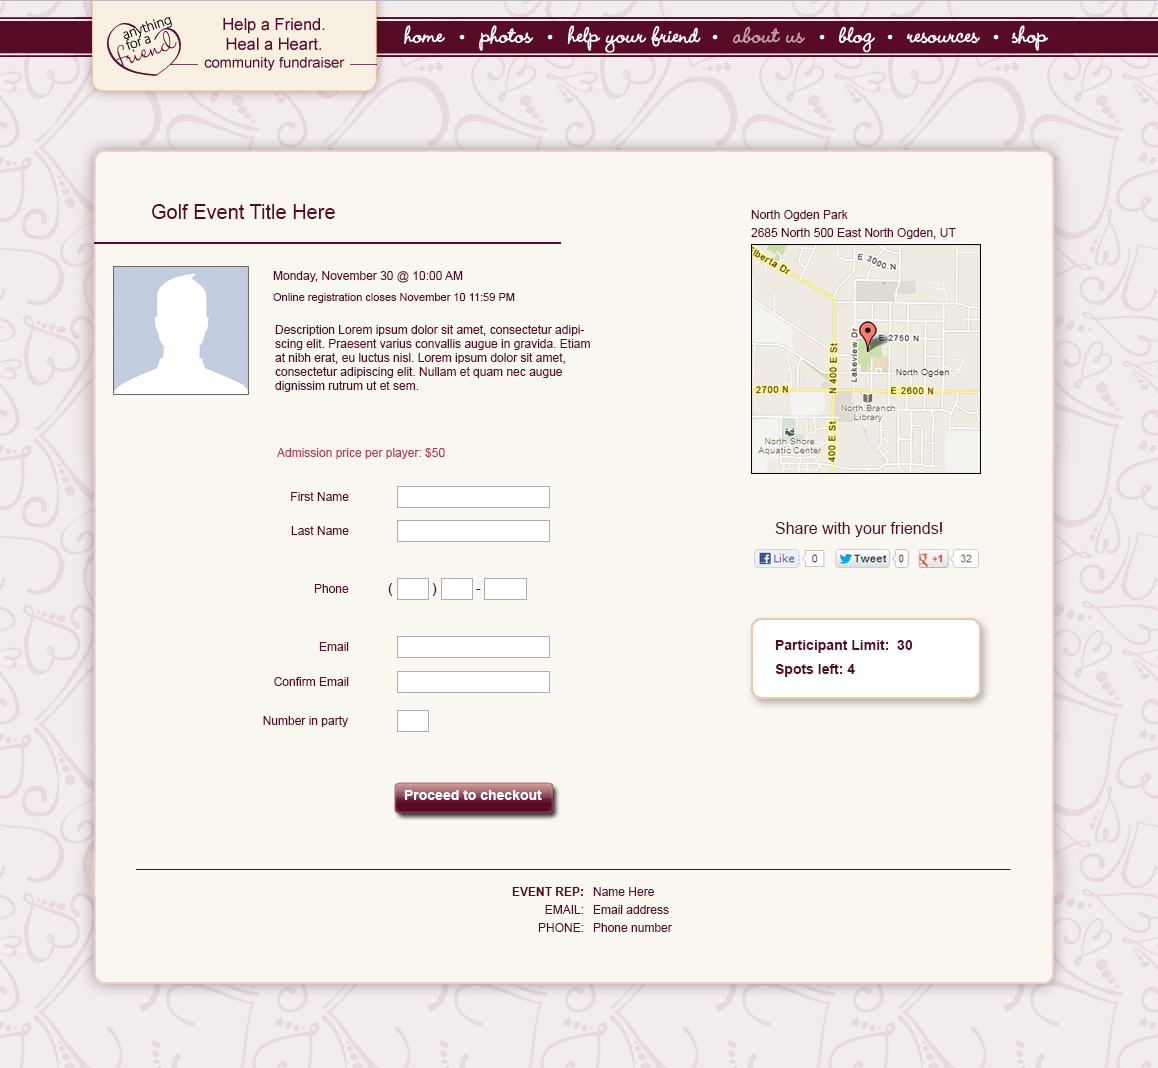 anything
for a
friend
Help a Friend.
Heal a Heart.
community fundraiser
home • photos • help your friend • about us • blog • resources • shop
Golf Event Title Here
Monday, November 30 @ 10:00 AM
Online registration closes November 10 11:59 PM
Description Lorem ipsum dolor sit amet, consectetur adipi-
scing elit. Praesent varius convallis augue in gravida. Etiam
at nibh erat, eu luctus nisl. Lorem ipsum dolor sit amet,
consectetur adipiscing elit. Nullam et quam nec augue
dignissim rutrum ut et sem.
Admission price per player: $50
First Name
Last Name
Phone ( ) -
Email
Confirm Email
Number in party
Proceed to checkout
North Ogden Park
2685 North 500 East North Ogden, UT
Elberta Dr
E 3000 N
Lakeview Dr
E 2750 N
N 400 E St
North Ogden
2700 N
E 2600 N
North Branch
Library
400 E St
North Shore
Aquatic Center
Share with your friends!
Like 0 Tweet 0 g +1 32
Participant Limit: 30
Spots left: 4
EVENT REP: Name Here
EMAIL: Email address
PHONE: Phone number